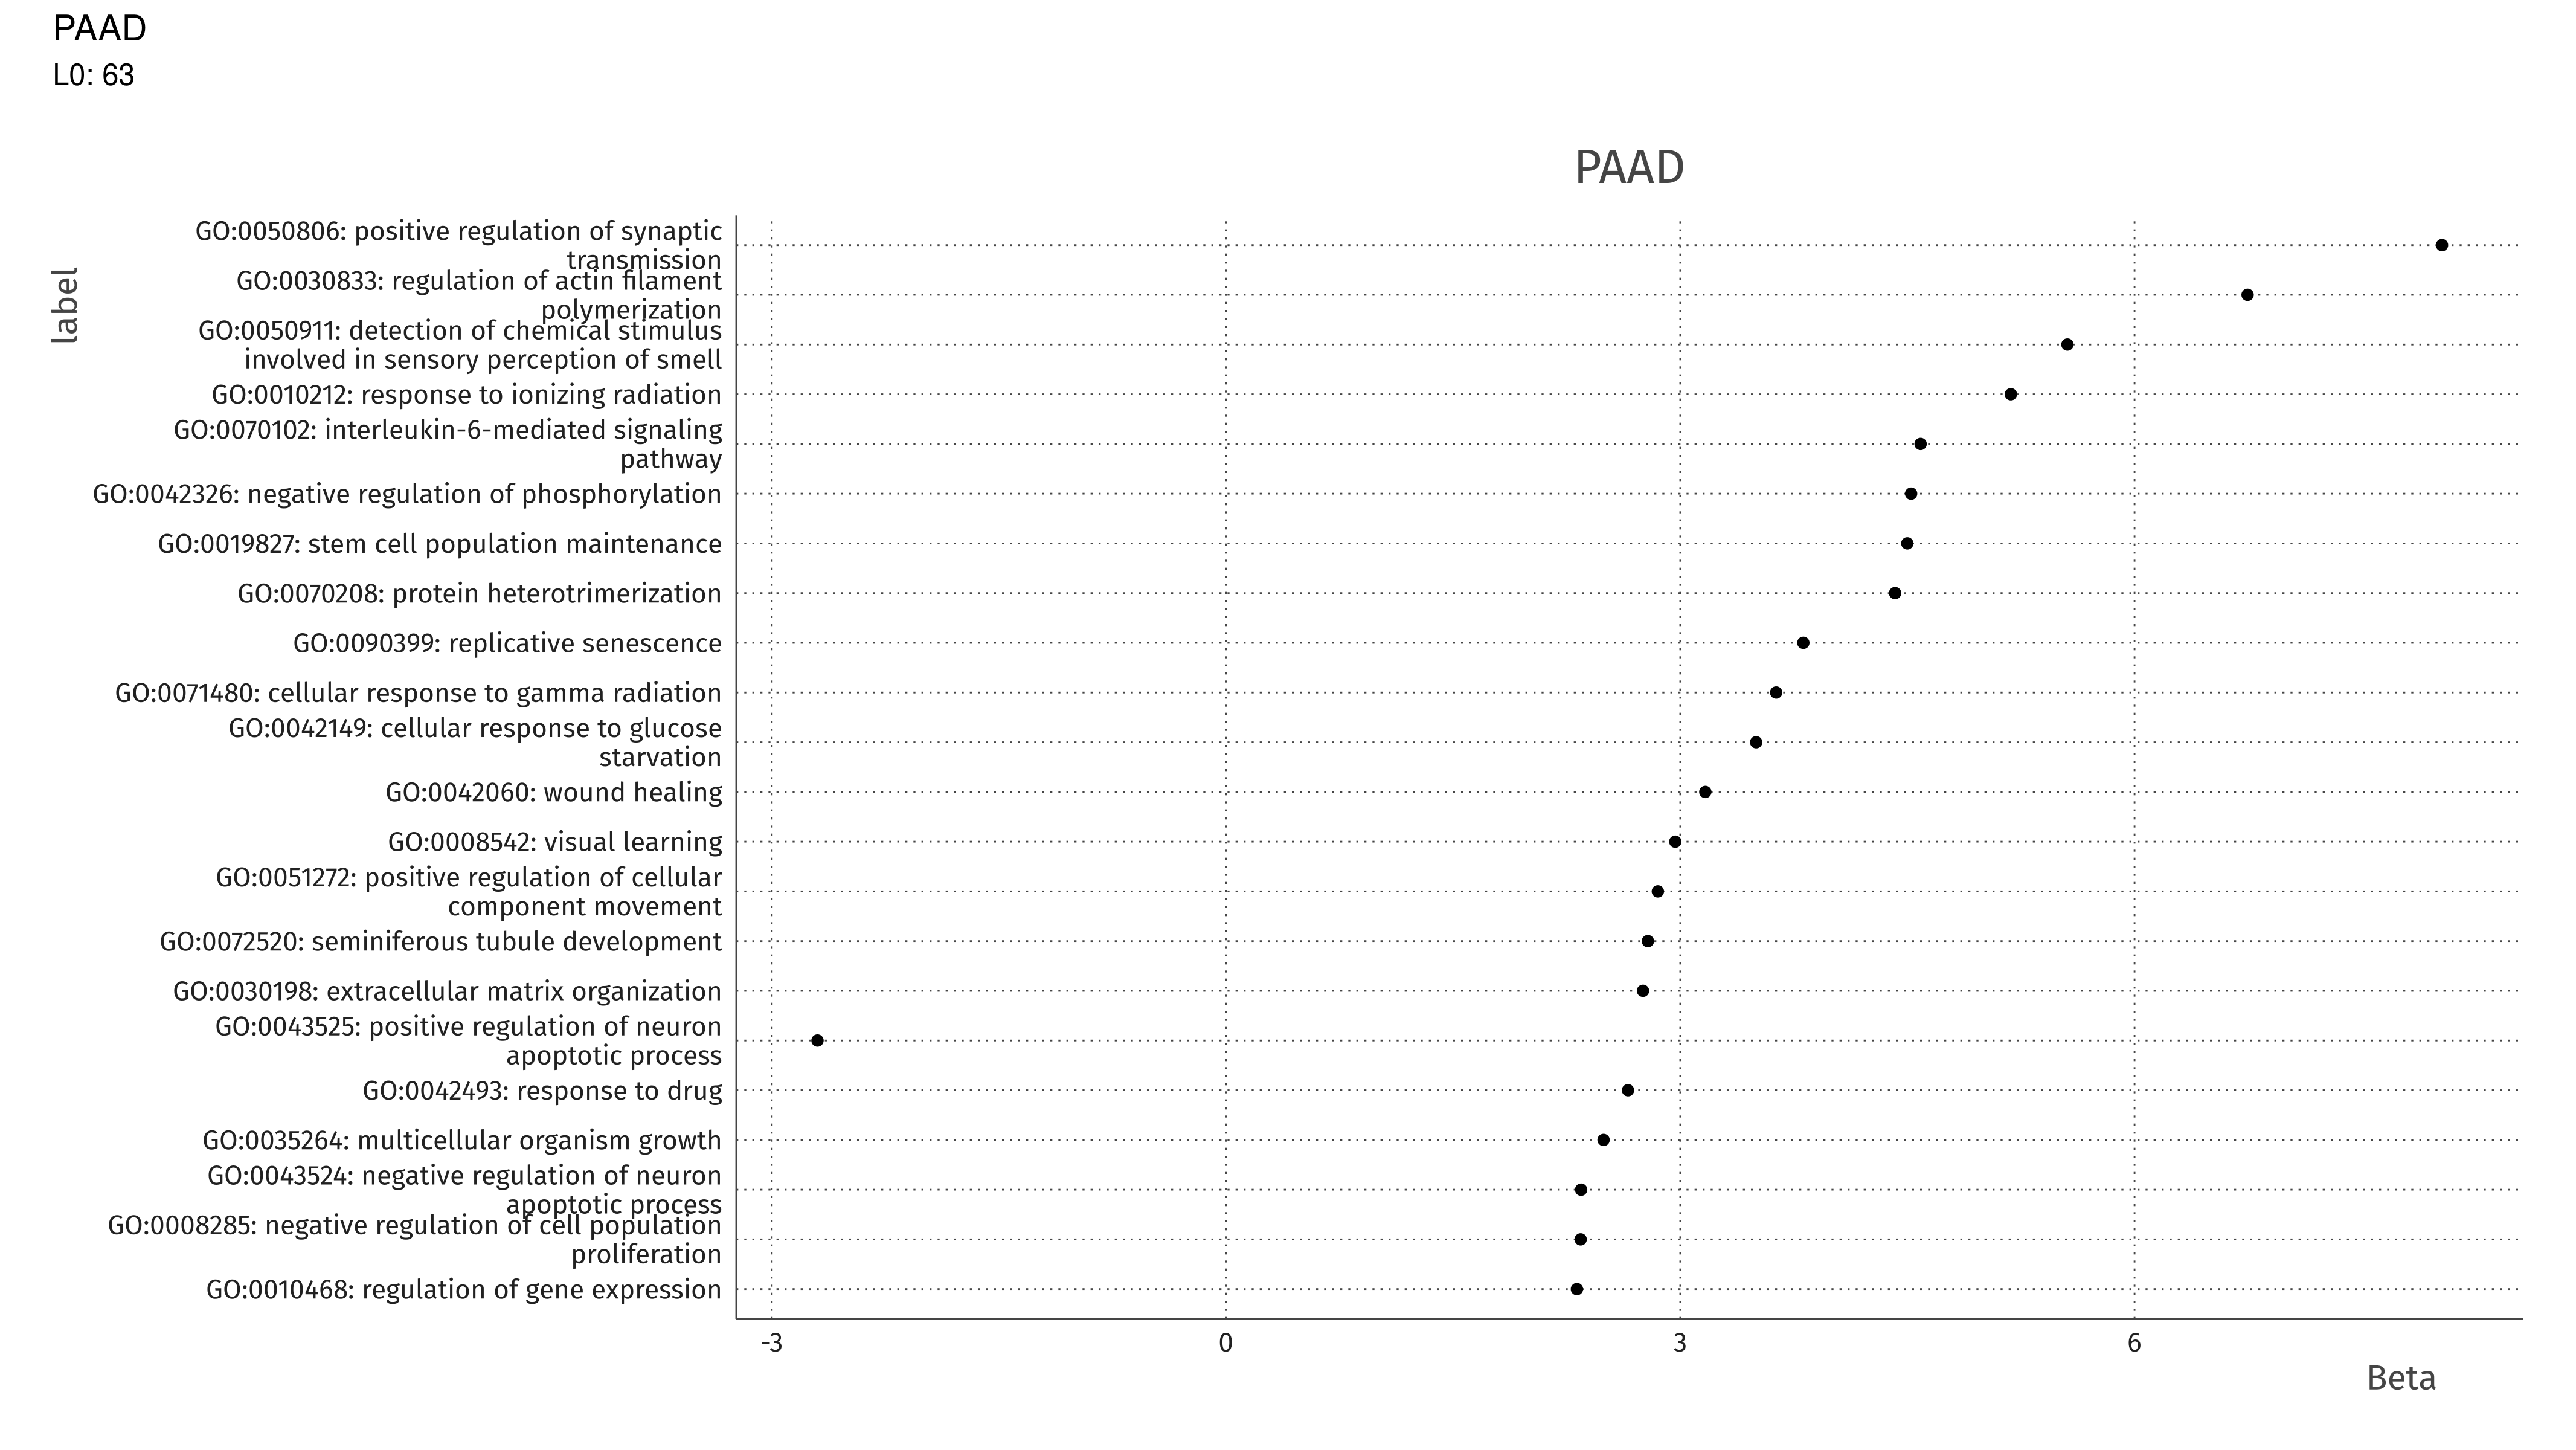 PAAD
L0: 63
PAAD
label
GO:0050806: positive regulation of synaptic
transmission
GO:0030833: regulation of actin filament
polymerization
GO:0050911: detection of chemical stimulus
involved in sensory perception of smell
GO:0010212: response to ionizing radiation
GO:0070102: interleukin-6-mediated signaling
pathway
GO:0042326: negative regulation of phosphorylation
GO:0019827: stem cell population maintenance
GO:0070208: protein heterotrimerization
GO:0090399: replicative senescence
GO:0071480: cellular response to gamma radiation
GO:0042149: cellular response to glucose
starvation
GO:0042060: wound healing
GO:0008542: visual learning
GO:0051272: positive regulation of cellular
component movement
GO:0072520: seminiferous tubule development
GO:0030198: extracellular matrix organization
GO:0043525: positive regulation of neuron
apoptotic process
GO:0042493: response to drug
GO:0035264: multicellular organism growth
GO:0043524: negative regulation of neuron
apoptotic process
GO:0008285: negative regulation of cell population
proliferation
GO:0010468: regulation of gene expression
-3 0 3 6
Beta